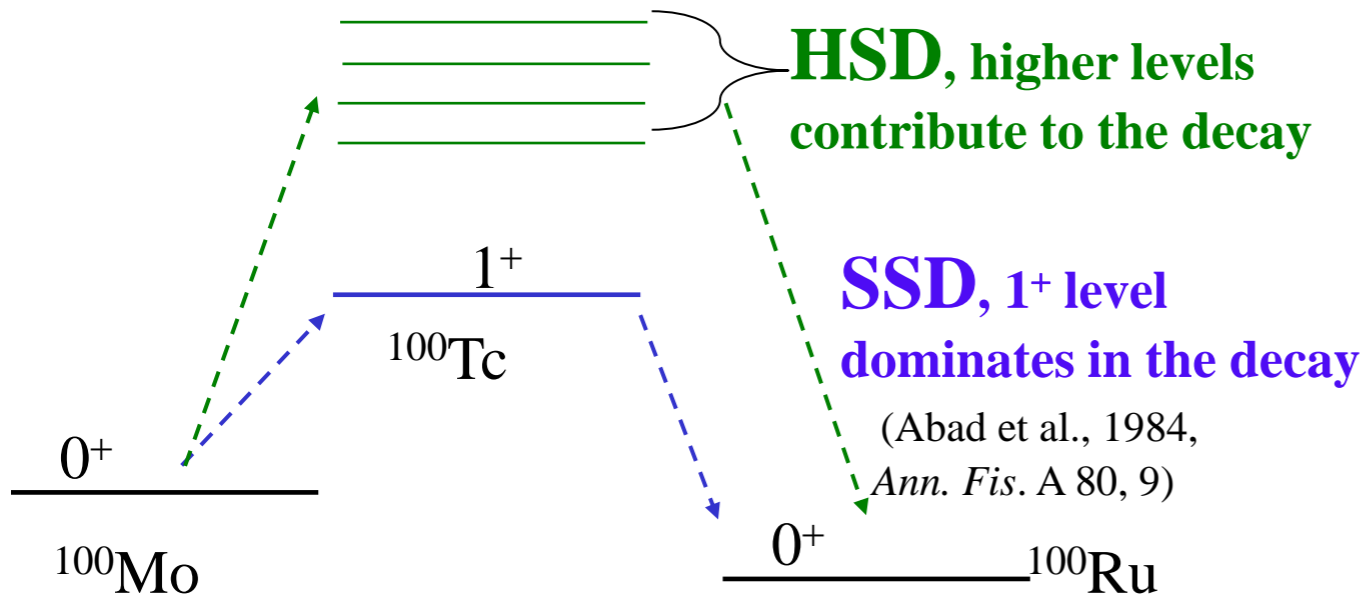 HSD, higher levels
contribute to the decay
1⁺
SSD, 1⁺ level
¹⁰⁰Tc
dominates in the decay
(Abad et al., 1984,
Ann. Fis. A 80, 9)
0⁺
0⁺
¹⁰⁰Mo
¹⁰⁰Ru